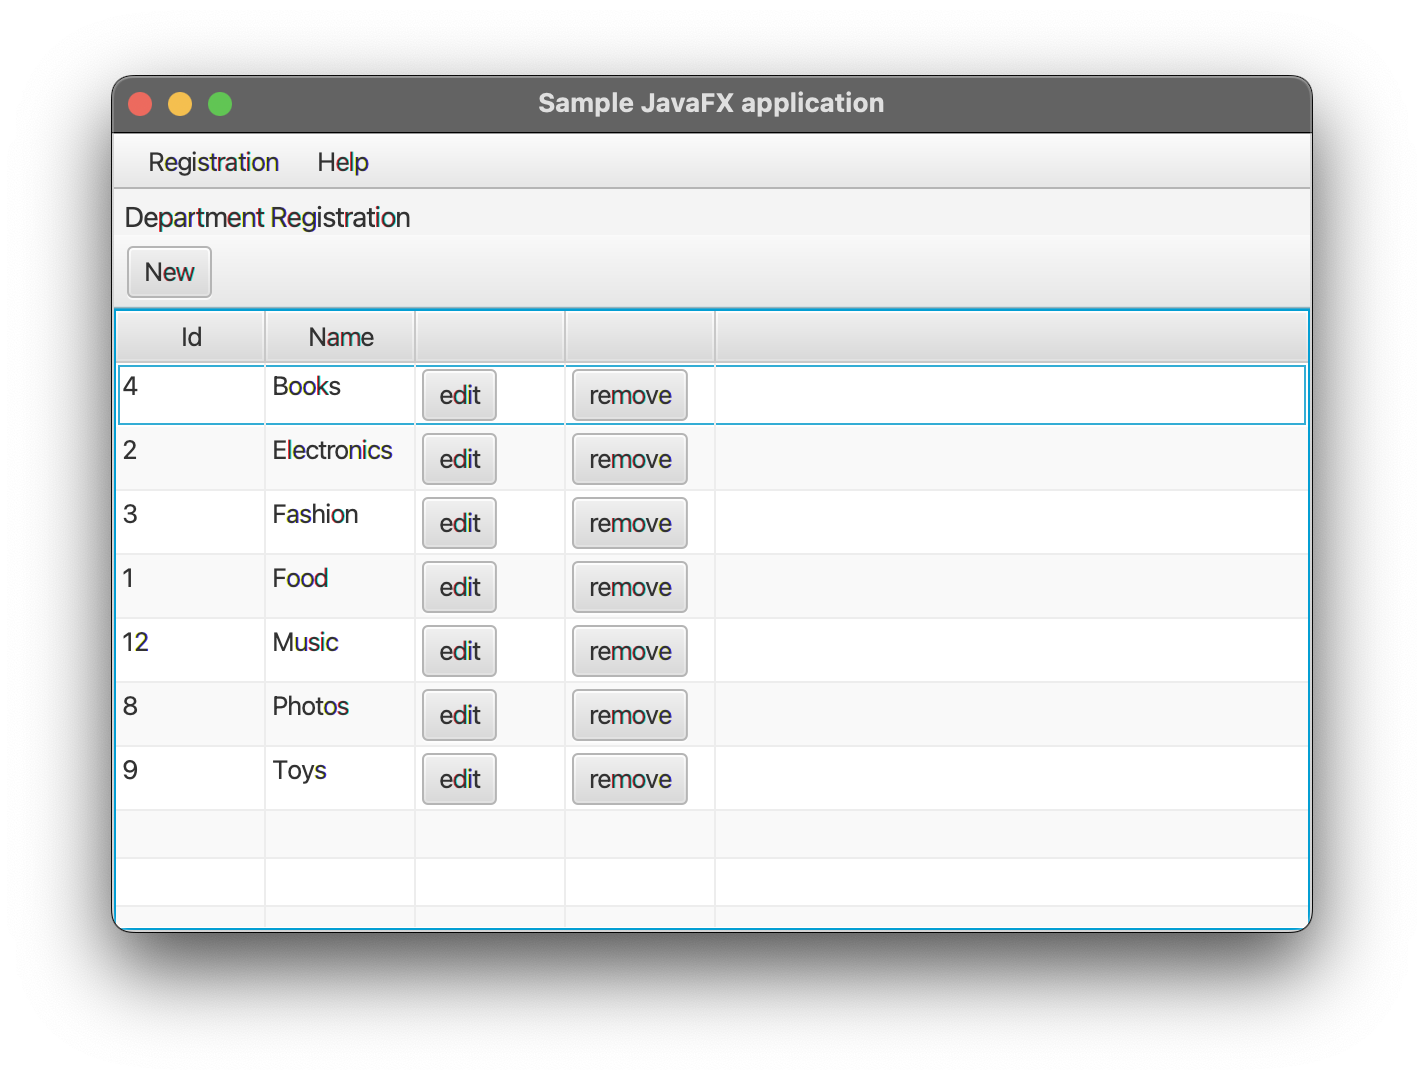 Sample JavaFX application
Registration Help
Department Registration
New
Id Name
4 Books edit remove
2 Electronics edit remove
3 Fashion edit remove
1 Food edit remove
12 Music edit remove
8 Photos edit remove
9 Toys edit remove